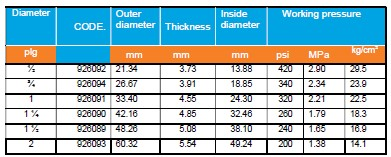 Diameter CODE. Outer diameter Thickness Inside diameter Working pressure
plg mm mm mm psi MPa kg/cm²
½ 926092 21.34 3.73 13.88 420 2.90 29.5
¾ 926094 26.67 3.91 18.85 340 2.34 23.9
1 926091 33.40 4.55 24.30 320 2.21 22.5
1 ¼ 926090 42.16 4.85 32.46 260 1.79 18.3
1 ½ 926089 48.26 5.08 38.10 240 1.65 16.9
2 926093 60.32 5.54 49.24 200 1.38 14.1